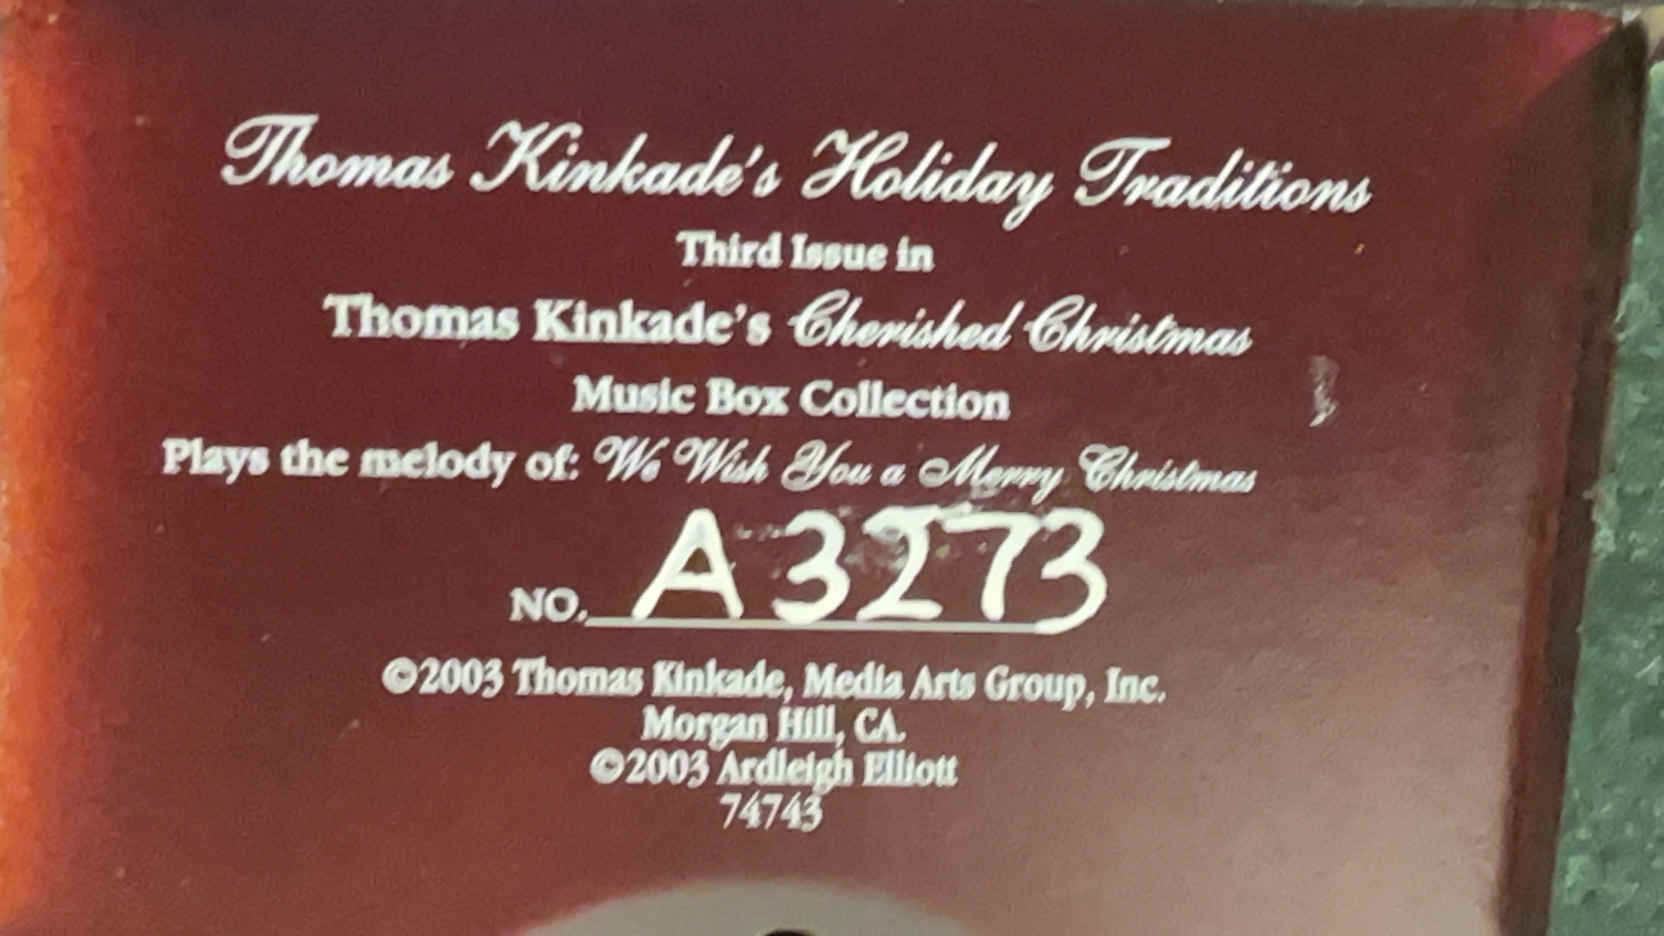 Thomas Kinkade's Holiday Traditions
Third Issue in
Thomas Kinkade's Cherished Christmas
Music Box Collection
Plays the melody of: We Wish You a Merry Christmas
NO. A3273
©2003 Thomas Kinkade, Media Arts Group, Inc.
Morgan Hill, CA.
©2003 Ardleigh Elliott
74743